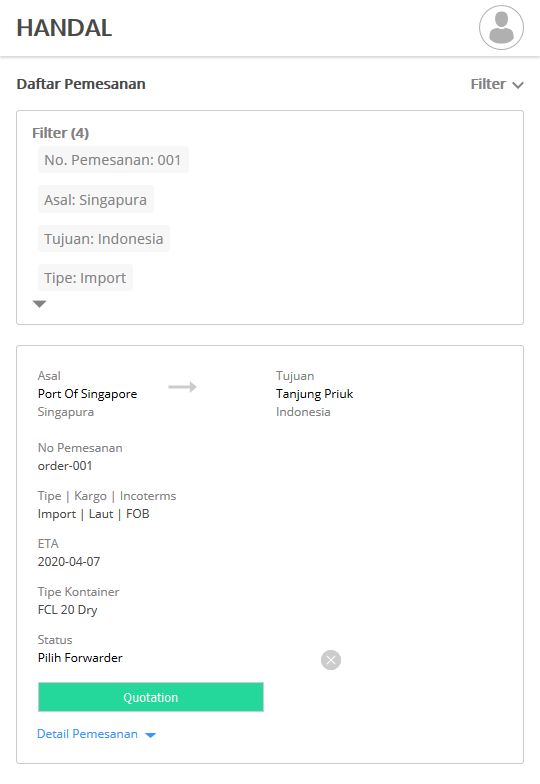 HANDAL
Daftar Pemesanan
Filter
Filter (4)
No. Pemesanan: 001
Asal: Singapura
Tujuan: Indonesia
Tipe: Import
Asal
Port Of Singapore
Singapura
Tujuan
Tanjung Priuk
Indonesia
No Pemesanan
order-001
Tipe | Kargo | Incoterms
Import | Laut | FOB
ETA
2020-04-07
Tipe Kontainer
FCL 20 Dry
Status
Pilih Forwarder
Quotation
Detail Pemesanan